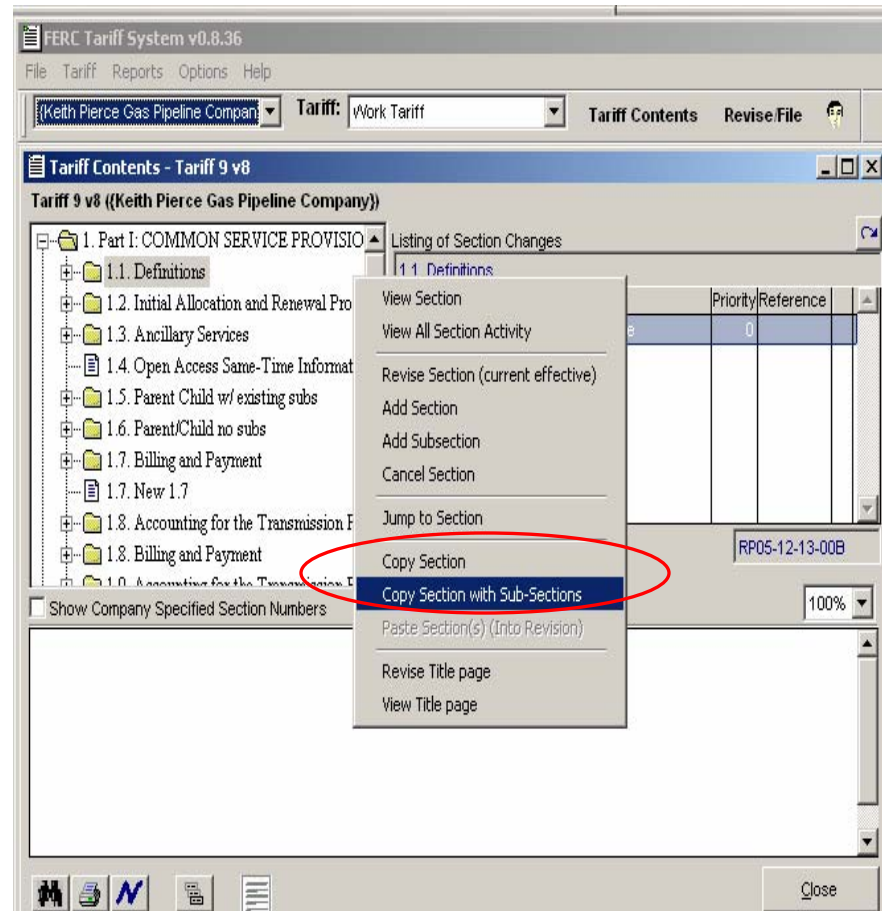 FERC Tariff System v0.8.36
File Tariff Reports Options Help
(Keith Pierce Gas Pipeline Compan Tariff: Work Tariff Tariff Contents Revise/File
Tariff Contents - Tariff 9 v8
Tariff 9 v8 ((Keith Pierce Gas Pipeline Company))
1. Part I: COMMON SERVICE PROVISIO
Listing of Section Changes
1.1. Definitions
1.1. Definitions
1.2. Initial Allocation and Renewal Pro
Priority Reference
1.3. Ancillary Services
e 0
1.4. Open Access Same-Time Informat
1.5. Parent Child w/ existing subs
1.6. Parent/Child no subs
1.7. Billing and Payment
1.7. New 1.7
1.8. Accounting for the Transmission F
1.8. Billing and Payment
1.9. Accounting for the Transmission F
View Section
View All Section Activity
Revise Section (current effective)
Add Section
Add Subsection
Cancel Section
Jump to Section
Copy Section
Copy Section with Sub-Sections
Paste Section(s) (Into Revision)
Revise Title page
View Title page
RP05-12-13-00B
Show Company Specified Section Numbers
100%
Close